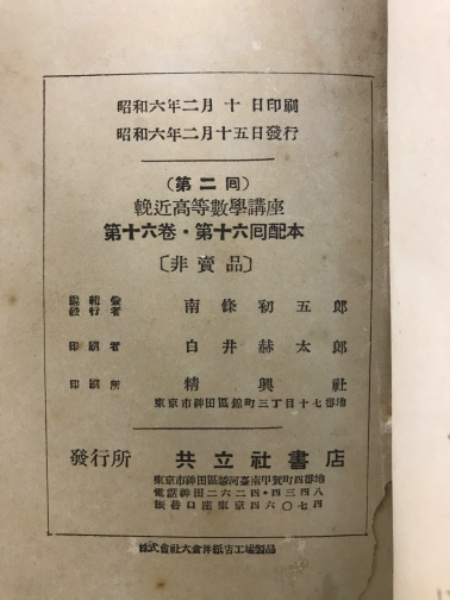 昭和六年二月十日印刷
昭和六年二月十五日發行
(第二回)
輓近高等數學講座
第十六卷・第十六回配本
〔非賣品〕
編輯兼
發行者
南條初五郎
印刷者 白井赫太郎
印刷所 精興社
東京市神田區錦町三丁目十七番地
發行所 共立社書店
東京市神田區駿河臺南甲賀町四番地
電話神田二六二四・四三四八
振替口座東京四六〇七四
株式會社大倉洋紙店工場製品